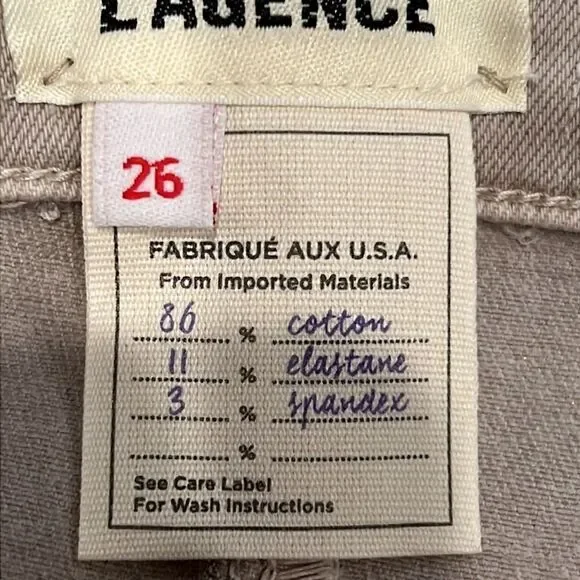 L'AGENCE
26
FABRIQUÉ AUX U.S.A.
From Imported Materials
86 % cotton
11 % elastane
3 % spandex
%
See Care Label
For Wash Instructions